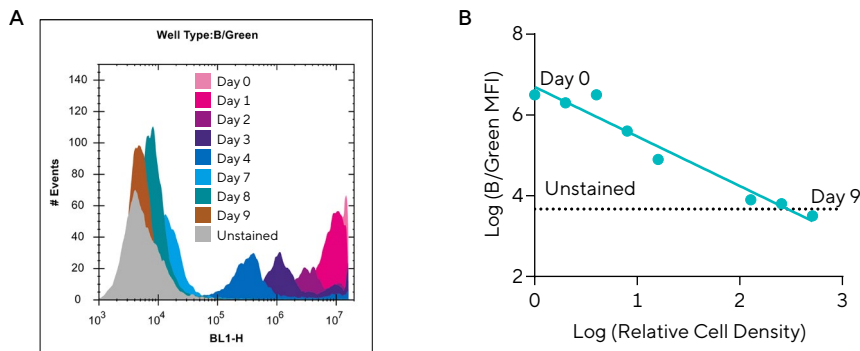 A
Well Type:B/Green
# Events
140
120
100
80
60
40
20
0
Day 0
Day 1
Day 2
Day 3
Day 4
Day 7
Day 8
Day 9
Unstained
10³
10⁴
10⁵
10⁶
10⁷
BL1-H
B
Log (B/Green MFI)
8
6
4
2
Day 0
Unstained
Day 9
0
1
2
3
Log (Relative Cell Density)